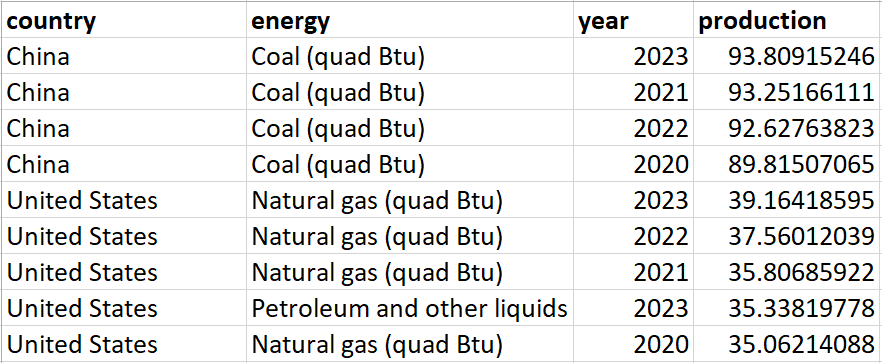 country energy year production
China Coal (quad Btu) 2023 93.80915246
China Coal (quad Btu) 2021 93.25166111
China Coal (quad Btu) 2022 92.62763823
China Coal (quad Btu) 2020 89.81507065
United States Natural gas (quad Btu) 2023 39.16418595
United States Natural gas (quad Btu) 2022 37.56012039
United States Natural gas (quad Btu) 2021 35.80685922
United States Petroleum and other liquids 2023 35.33819778
United States Natural gas (quad Btu) 2020 35.06214088